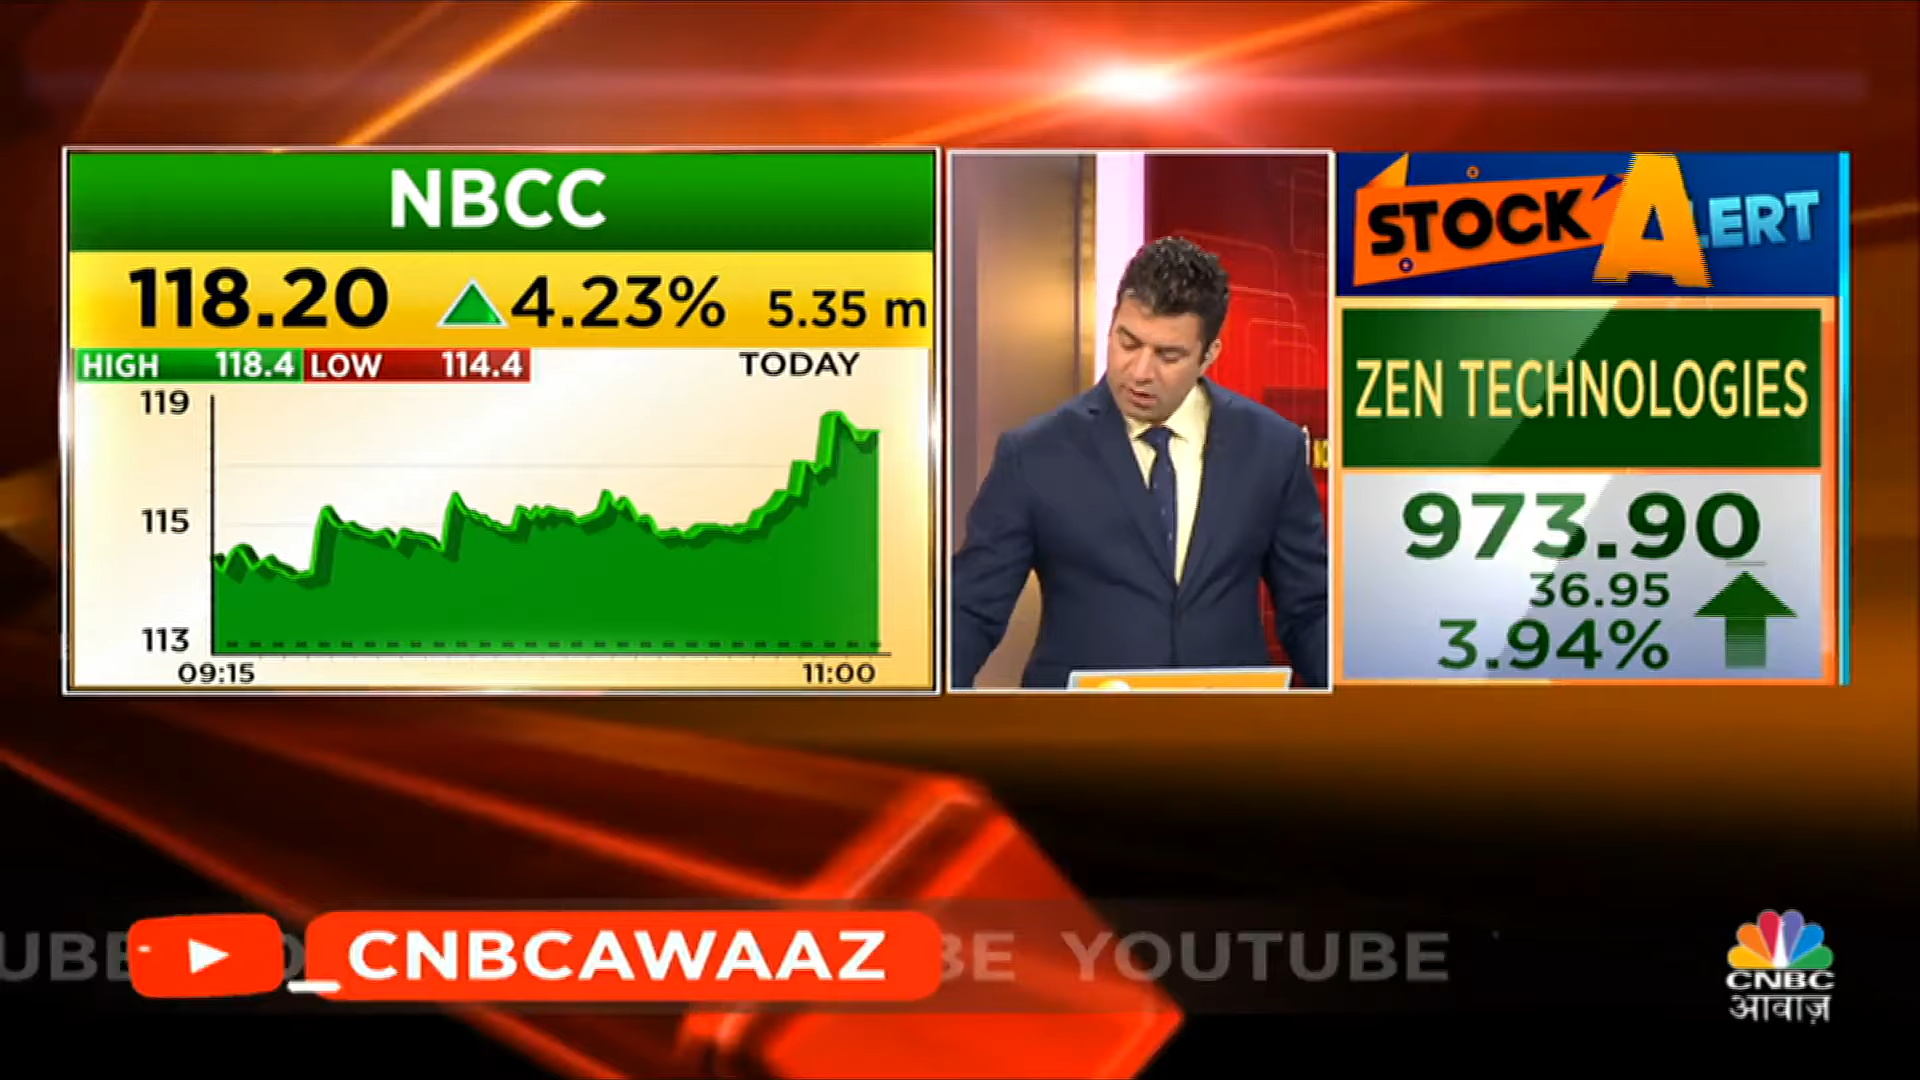 NBCC
118.20 4.23% 5.35 m
HIGH 118.4 LOW 114.4 TODAY
119
115
113
09:15 11:00
STOCK ALERT
ZEN TECHNOLOGIES
973.90
36.95
3.94%
CNBCAWAAZ
YOUTUBE
CNBC
आवाज़